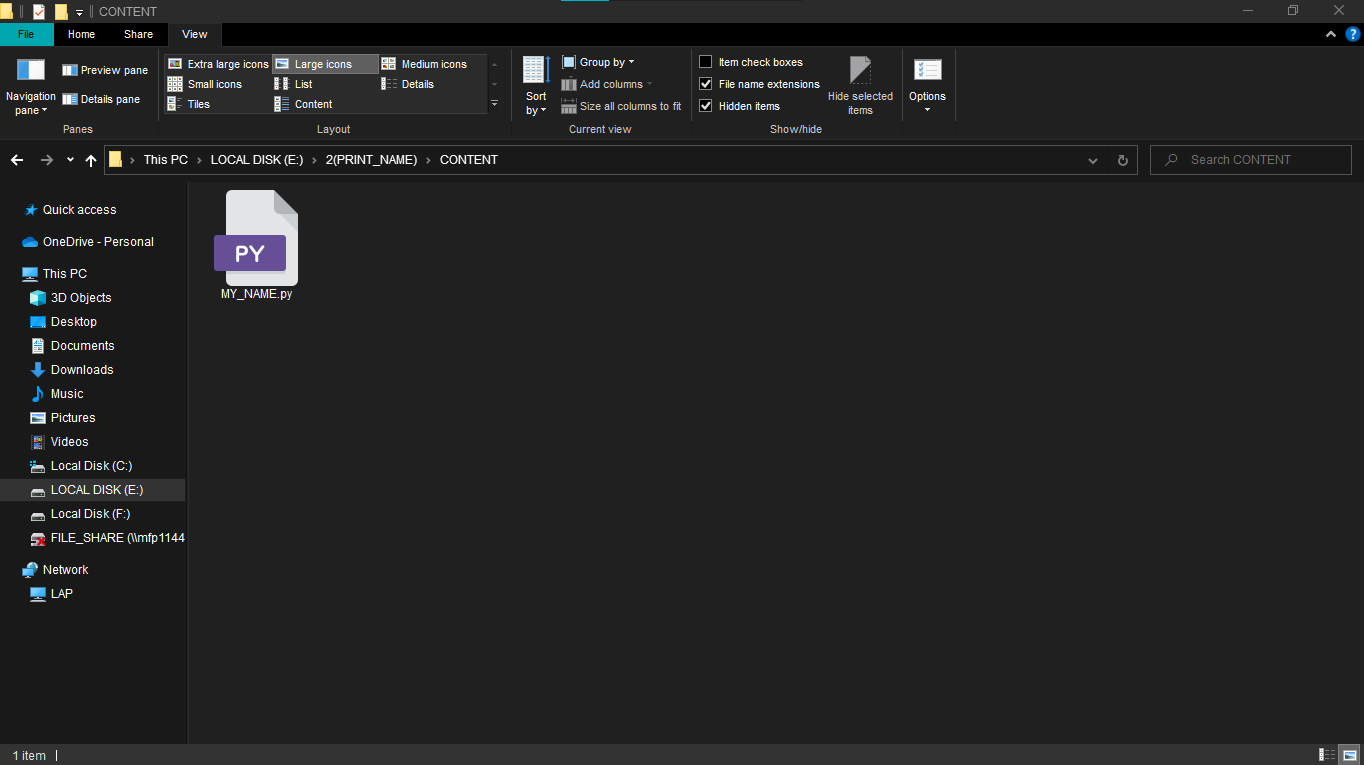 CONTENT
File Home Share View
Navigation pane
Preview pane
Details pane
Panes
Extra large icons Large icons Medium icons
Small icons List Details
Tiles Content
Layout
Sort by
Group by
Add columns
Size all columns to fit
Current view
Item check boxes
File name extensions
Hidden items
Hide selected items
Show/hide
Options
This PC LOCAL DISK (E:) 2(PRINT_NAME) CONTENT
Search CONTENT
Quick access
OneDrive - Personal
This PC
3D Objects
Desktop
Documents
Downloads
Music
Pictures
Videos
Local Disk (C:)
LOCAL DISK (E:)
Local Disk (F:)
FILE_SHARE (\\mfp1144
Network
LAP
PY
MY_NAME.py
1 item